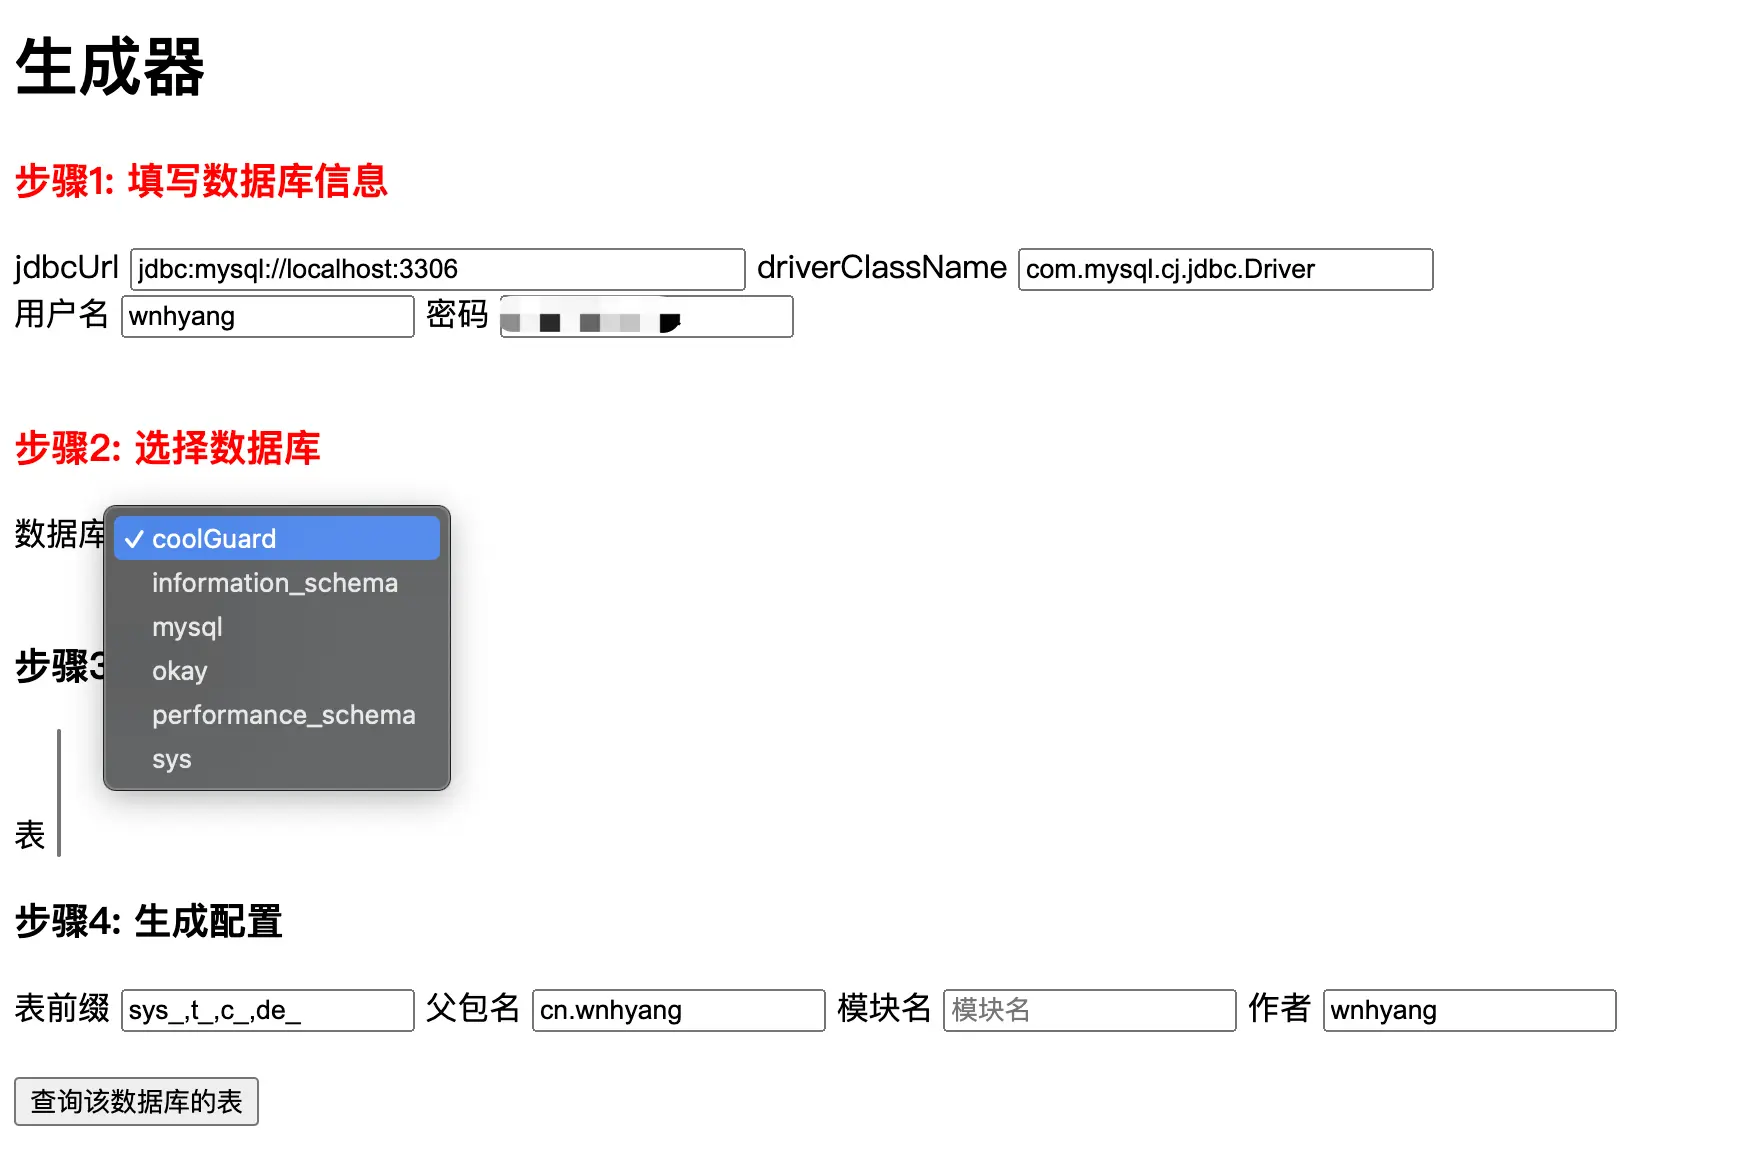 生成器
步骤1: 填写数据库信息
jdbcUrl jdbc:mysql://localhost:3306 driverClassName com.mysql.cj.jdbc.Driver
用户名 wnhyang 密码
步骤2: 选择数据库
数据库 ✓ coolGuard
information_schema
mysql
步骤3
okay
performance_schema
sys
表
步骤4: 生成配置
表前缀 sys_,t_,c_,de_ 父包名 cn.wnhyang 模块名 模块名 作者 wnhyang
查询该数据库的表